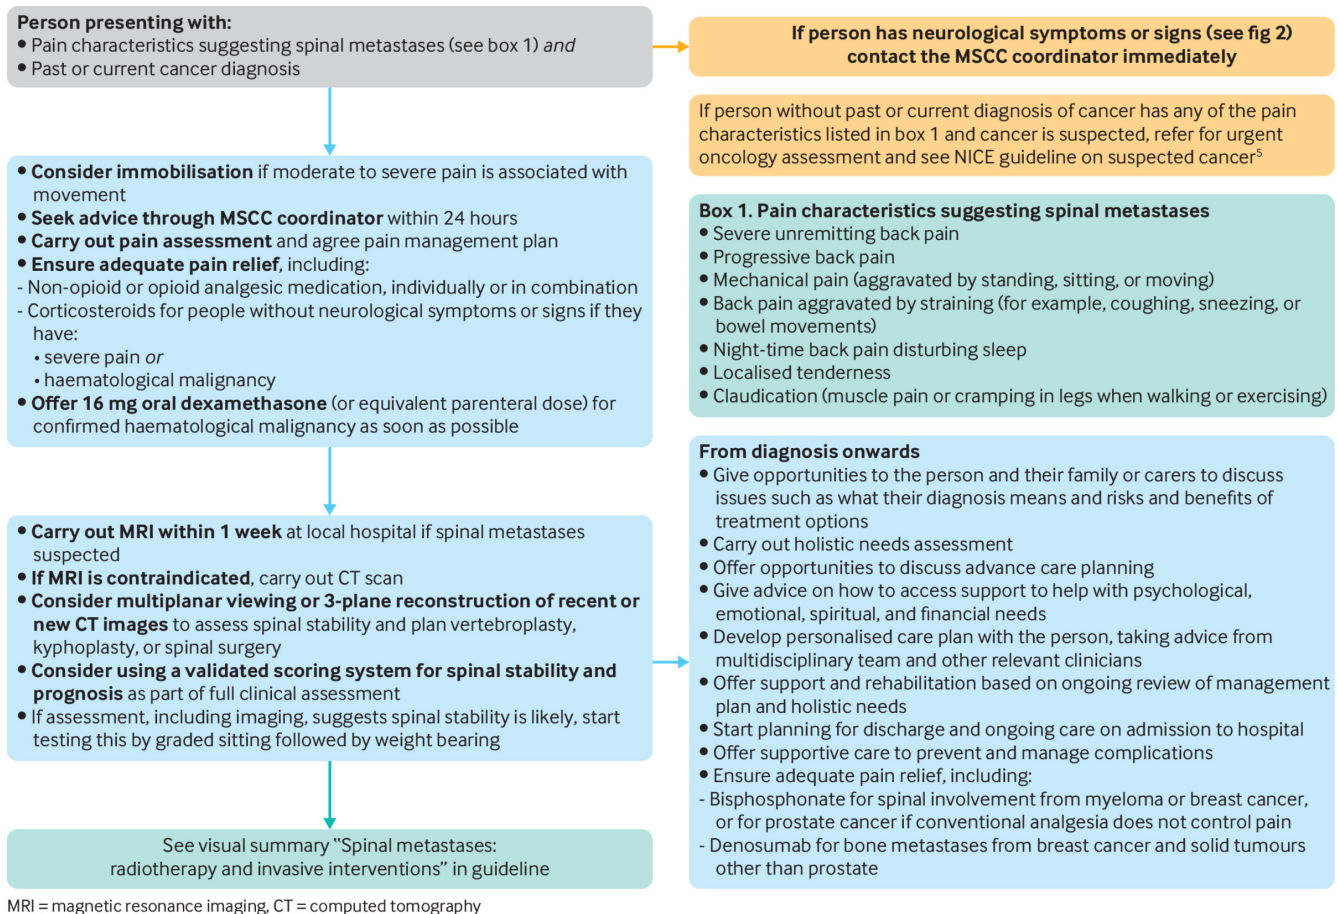 Person presenting with:
• Pain characteristics suggesting spinal metastases (see box 1) and
• Past or current cancer diagnosis
If person has neurological symptoms or signs (see fig 2)
contact the MSCC coordinator immediately
If person without past or current diagnosis of cancer has any of the pain
characteristics listed in box 1 and cancer is suspected, refer for urgent
oncology assessment and see NICE guideline on suspected cancer⁵
• Consider immobilisation if moderate to severe pain is associated with
movement
• Seek advice through MSCC coordinator within 24 hours
• Carry out pain assessment and agree pain management plan
• Ensure adequate pain relief, including:
- Non-opioid or opioid analgesic medication, individually or in combination
- Corticosteroids for people without neurological symptoms or signs if they
have:
• severe pain or
• haematological malignancy
• Offer 16 mg oral dexamethasone (or equivalent parenteral dose) for
confirmed haematological malignancy as soon as possible
Box 1. Pain characteristics suggesting spinal metastases
• Severe unremitting back pain
• Progressive back pain
• Mechanical pain (aggravated by standing, sitting, or moving)
• Back pain aggravated by straining (for example, coughing, sneezing, or
bowel movements)
• Night-time back pain disturbing sleep
• Localised tenderness
• Claudication (muscle pain or cramping in legs when walking or exercising)
• Carry out MRI within 1 week at local hospital if spinal metastases
suspected
• If MRI is contraindicated, carry out CT scan
• Consider multiplanar viewing or 3-plane reconstruction of recent or
new CT images to assess spinal stability and plan vertebroplasty,
kyphoplasty, or spinal surgery
• Consider using a validated scoring system for spinal stability and
prognosis as part of full clinical assessment
• If assessment, including imaging, suggests spinal stability is likely, start
testing this by graded sitting followed by weight bearing
From diagnosis onwards
• Give opportunities to the person and their family or carers to discuss
issues such as what their diagnosis means and risks and benefits of
treatment options
• Carry out holistic needs assessment
• Offer opportunities to discuss advance care planning
• Give advice on how to access support to help with psychological,
emotional, spiritual, and financial needs
• Develop personalised care plan with the person, taking advice from
multidisciplinary team and other relevant clinicians
• Offer support and rehabilitation based on ongoing review of management
plan and holistic needs
• Start planning for discharge and ongoing care on admission to hospital
• Offer supportive care to prevent and manage complications
• Ensure adequate pain relief, including:
- Bisphosphonate for spinal involvement from myeloma or breast cancer,
or for prostate cancer if conventional analgesia does not control pain
- Denosumab for bone metastases from breast cancer and solid tumours
other than prostate
See visual summary "Spinal metastases:
radiotherapy and invasive interventions" in guideline
MRI = magnetic resonance imaging, CT = computed tomography